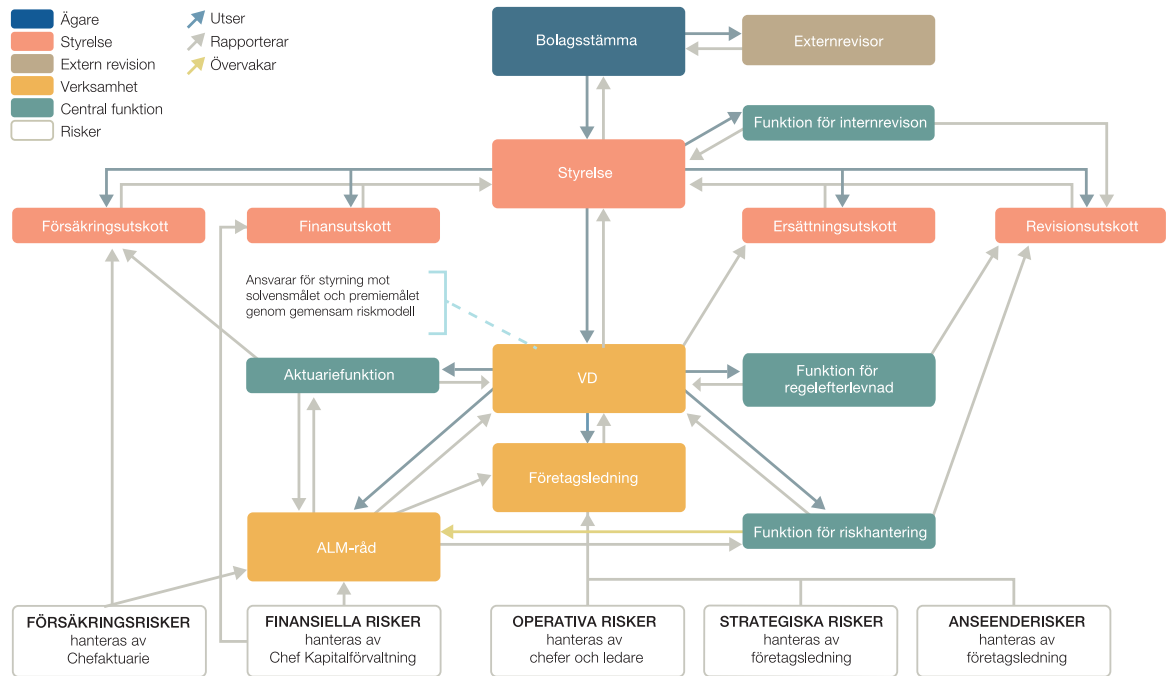 Ägare
Styrelse
Extern revision
Verksamhet
Central funktion
Risker
Utser
Rapporterar
Övervakar
Bolagsstämma
Externrevisor
Funktion för internrevison
Styrelse
Försäkringsutskott
Finansutskott
Ersättningsutskott
Revisionsutskott
Ansvarar för styrning mot
solvensmålet och premiemålet
genom gemensam riskmodell
Aktuariefunktion
VD
Funktion för
regelefterlevnad
Företagsledning
ALM-råd
Funktion för riskhantering
FÖRSÄKRINGSRISKER
hanteras av
Chefaktuarie
FINANSIELLA RISKER
hanteras av
Chef Kapitalförvaltning
OPERATIVA RISKER
hanteras av
chefer och ledare
STRATEGISKA RISKER
hanteras av
företagsledning
ANSEENDERISKER
hanteras av
företagsledning